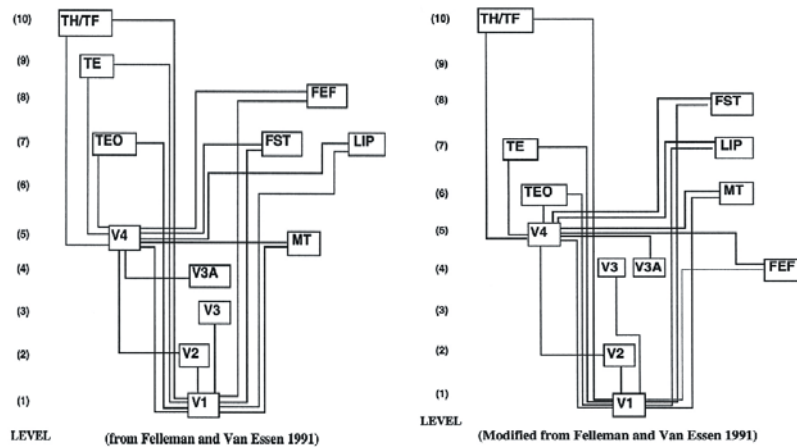 (10)
TH/TF
(9)
TE
(8)
FEF
(7)
TEO
FST
LIP
(6)
(5)
V4
MT
(4)
V3A
(3)
V3
(2)
V2
(1)
V1
LEVEL
(from Felleman and Van Essen 1991)
(10)
TH/TF
(9)
(8)
FST
(7)
TE
LIP
(6)
TEO
MT
(5)
V4
(4)
V3
V3A
FEF
(3)
(2)
V2
(1)
V1
LEVEL
(Modified from Felleman and Van Essen 1991)